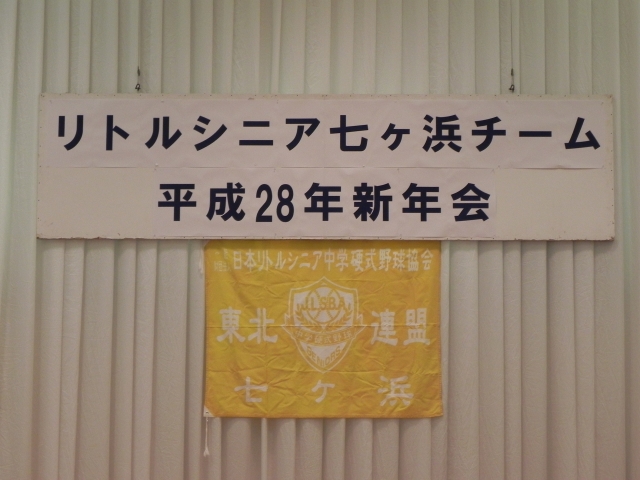 リトルシニア七ヶ浜チーム
平成28年新年会
日本リトルシニア中学硬式野球協会
JLSBA
東北 連盟
七ヶ浜